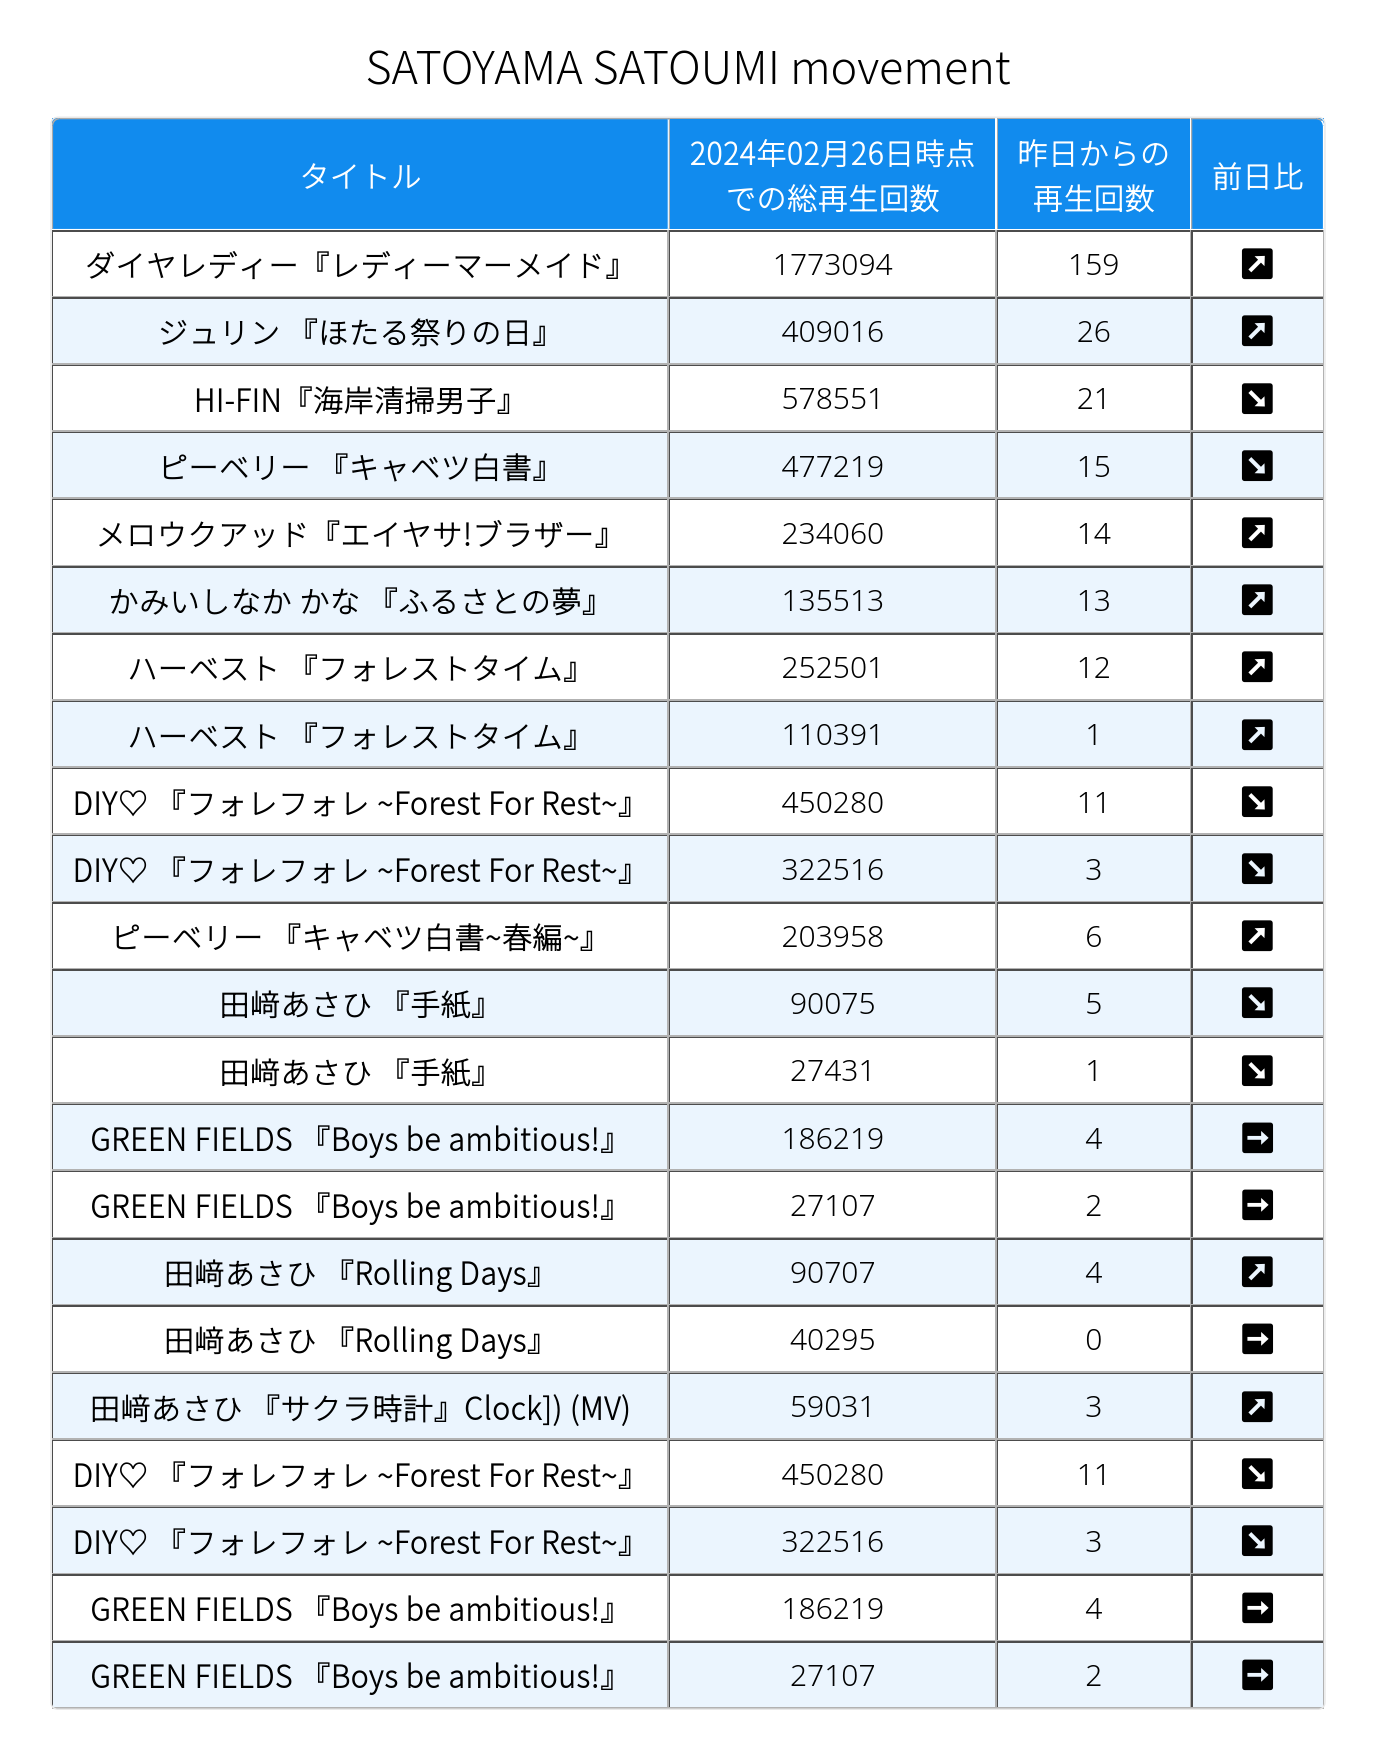 SATOYAMA SATOUMI movement
タイトル 2024年02月26日時点での総再生回数 昨日からの再生回数 前日比
ダイヤレディー『レディーマーメイド』 1773094 159 ↗
ジュリン 『ほたる祭りの日』 409016 26 ↗
HI-FIN『海岸清掃男子』 578551 21 ↘
ピーベリー 『キャベツ白書』 477219 15 ↘
メロウクアッド『エイヤサ!ブラザー』 234060 14 ↗
かみいしなか かな 『ふるさとの夢』 135513 13 ↗
ハーベスト 『フォレストタイム』 252501 12 ↗
ハーベスト 『フォレストタイム』 110391 1 ↗
DIY♡ 『フォレフォレ ~Forest For Rest~』 450280 11 ↘
DIY♡ 『フォレフォレ ~Forest For Rest~』 322516 3 ↘
ピーベリー 『キャベツ白書~春編~』 203958 6 ↗
田﨑あさひ 『手紙』 90075 5 ↘
田﨑あさひ 『手紙』 27431 1 ↘
GREEN FIELDS 『Boys be ambitious!』 186219 4 →
GREEN FIELDS 『Boys be ambitious!』 27107 2 →
田﨑あさひ 『Rolling Days』 90707 4 ↗
田﨑あさひ 『Rolling Days』 40295 0 →
田﨑あさひ 『サクラ時計』Clock]) (MV) 59031 3 ↗
DIY♡ 『フォレフォレ ~Forest For Rest~』 450280 11 ↘
DIY♡ 『フォレフォレ ~Forest For Rest~』 322516 3 ↘
GREEN FIELDS 『Boys be ambitious!』 186219 4 →
GREEN FIELDS 『Boys be ambitious!』 27107 2 →